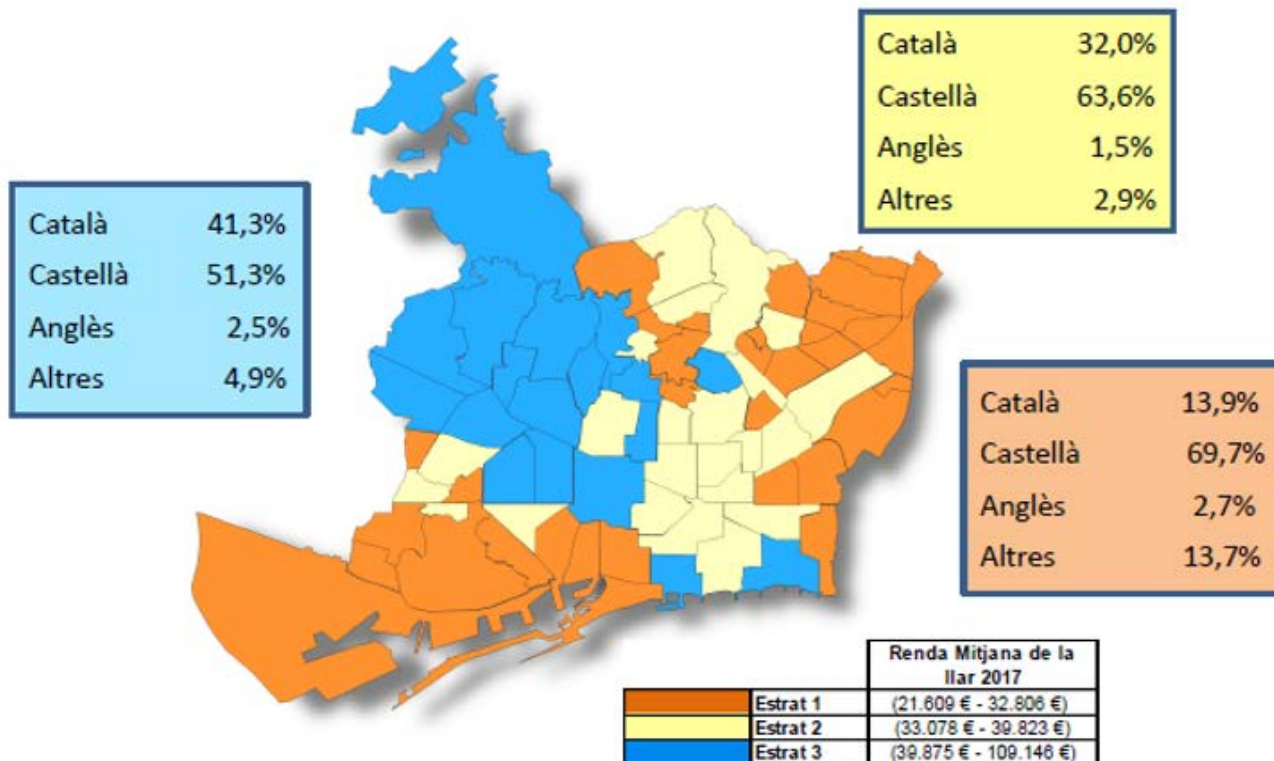 Català 32,0%
Castellà 63,6%
Anglès 1,5%
Altres 2,9%
Català 41,3%
Castellà 51,3%
Anglès 2,5%
Altres 4,9%
Català 13,9%
Castellà 69,7%
Anglès 2,7%
Altres 13,7%
Renda Mitjana de la
llar 2017
Estrat 1 (21.609 € - 32.806 €)
Estrat 2 (33.078 € - 39.823 €)
Estrat 3 (39.875 € - 109.146 €)